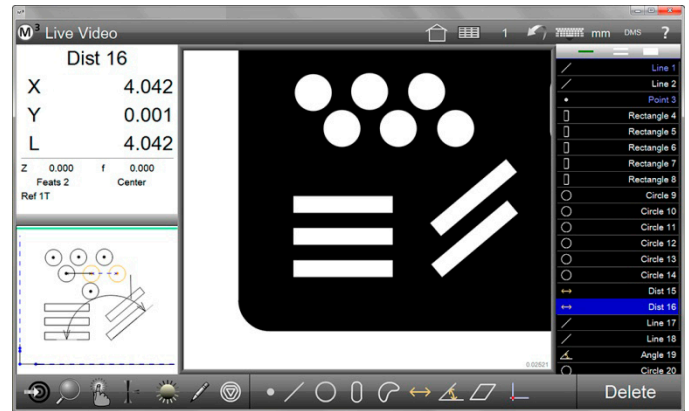 M³ Live Video
1
mm
DMS
?
Dist 16
X 4.042
Y 0.001
L 4.042
Z 0.000 f 0.000
Feats 2 Center
Ref 1T
0.02521
Line 1
Line 2
Point 3
Rectangle 4
Rectangle 5
Rectangle 6
Rectangle 7
Rectangle 8
Circle 9
Circle 10
Circle 11
Circle 12
Circle 13
Circle 14
Dist 15
Dist 16
Line 17
Line 18
Angle 19
Circle 20
Delete